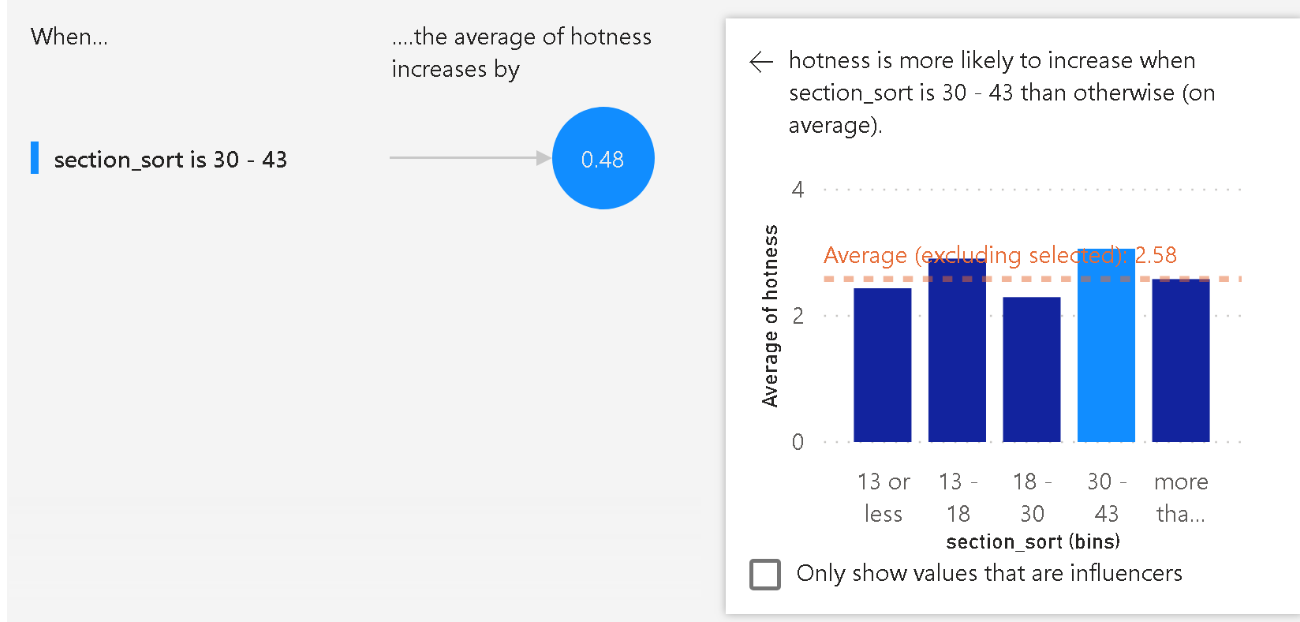 When...
....the average of hotness
increases by
section_sort is 30 - 43
0.48
hotness is more likely to increase when
section_sort is 30 - 43 than otherwise (on
average).
4
Average (excluding selected): 2.58
2
0
Average of hotness
13 or 13 - 18 - 30 - more
less 18 30 43 tha...
section_sort (bins)
Only show values that are influencers